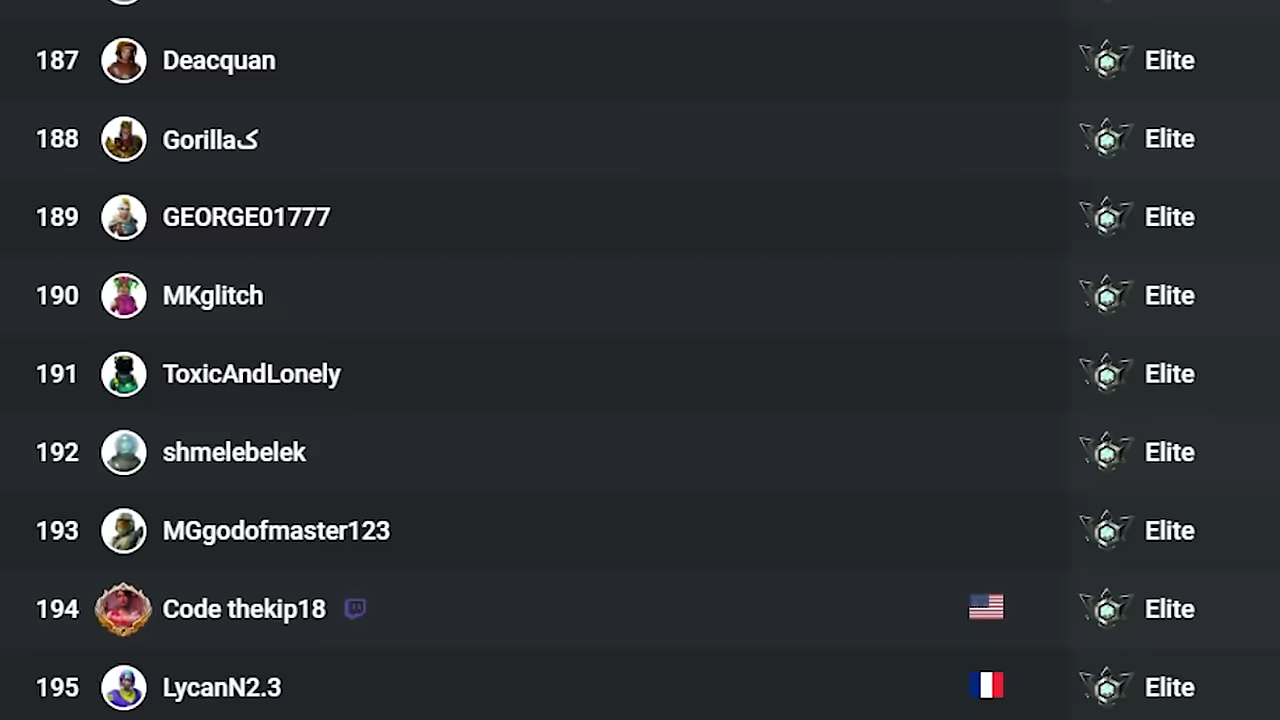 187 Deacquan Elite
188 Gorillaک Elite
189 GEORGE01777 Elite
190 MKglitch Elite
191 ToxicAndLonely Elite
192 shmelebelek Elite
193 MGgodofmaster123 Elite
194 Code thekip18 Elite
195 LycanN2.3 Elite